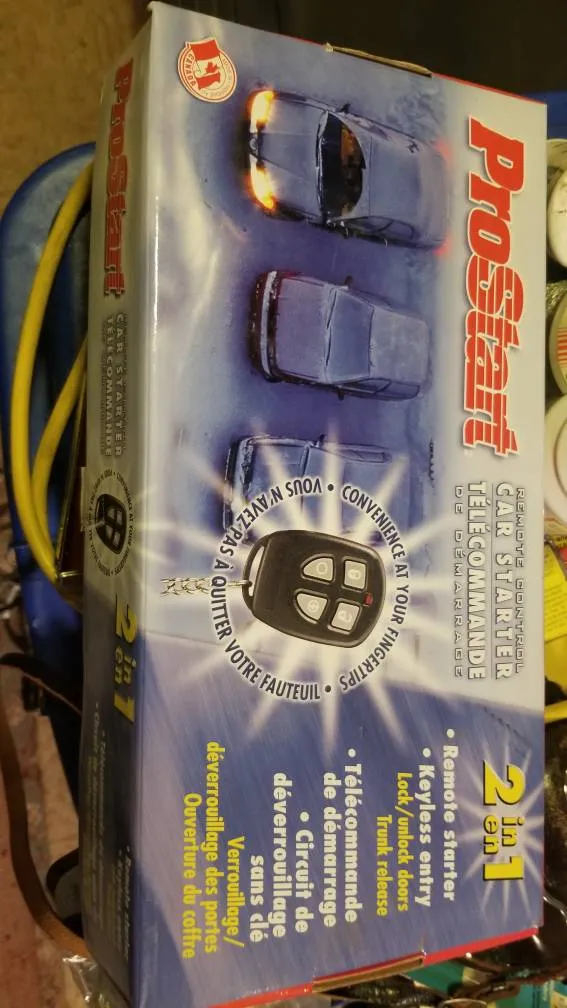 ProStart
REMOTE CONTROL
CAR STARTER
TÉLÉCOMMANDE
DE DÉMARRAGE
2 in 1
en
• Remote starter
• Keyless entry
Lock/unlock doors
Trunk release
• Télécommande
de démarrage
• Circuit de
déverrouillage
sans clé
Verrouillage/
déverrouillage des portes
Ouverture du coffre
• CONVENIENCE AT YOUR FINGERTIPS •
VOUS N'AVEZ PAS À QUITTER VOTRE FAUTEUIL
CANADA
ProStart
CAR STARTER
TÉLÉCOMMANDE
2 in 1
en